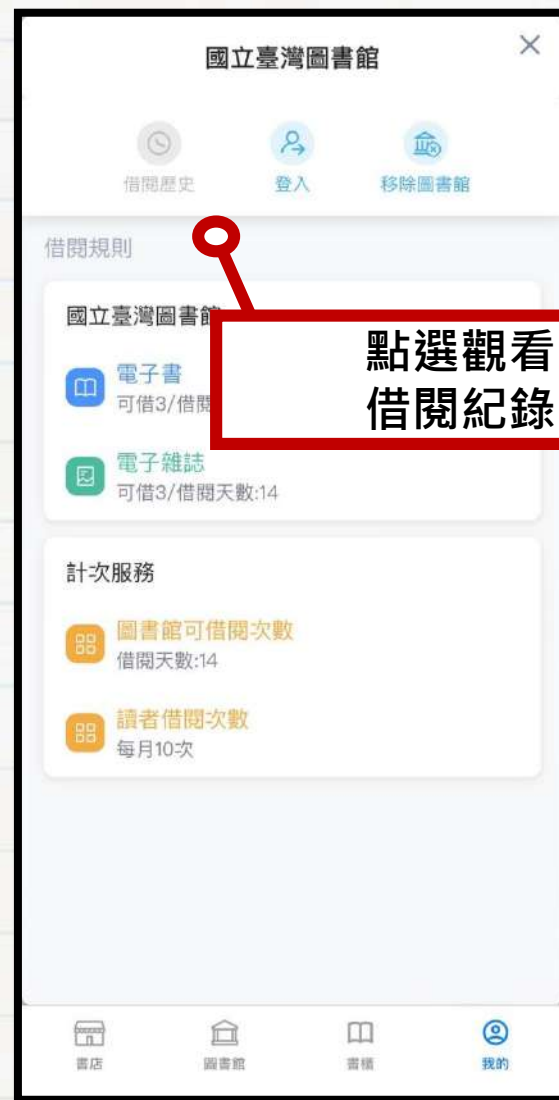 國立臺灣圖書館
借閱歷史 登入 移除圖書館
借閱規則
國立臺灣圖書館
點選觀看
借閱紀錄
電子書
可借3/借閱
電子雜誌
可借3/借閱天數:14
計次服務
圖書館可借閱次數
借閱天數:14
讀者借閱次數
每月10次
書店 圖書館 書櫃 我的